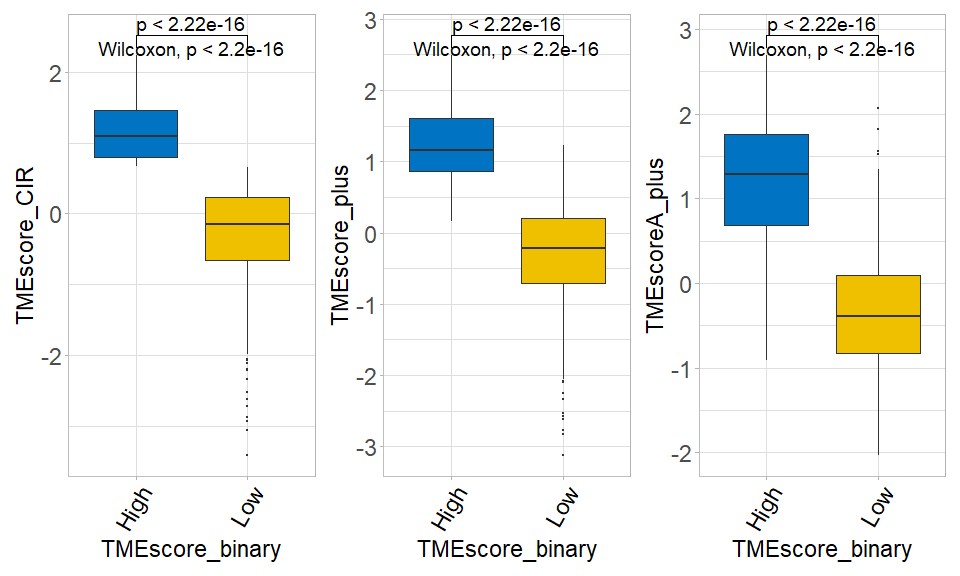 p < 2.22e-16
Wilcoxon, p < 2.2e-16
2
0
-2
TMEscore_CIR
High
Low
TMEscore_binary
p < 2.22e-16
Wilcoxon, p < 2.2e-16
3
2
1
0
-1
-2
-3
TMEscore_plus
High
Low
TMEscore_binary
p < 2.22e-16
Wilcoxon, p < 2.2e-16
3
2
1
0
-1
-2
TMEscoreA_plus
High
Low
TMEscore_binary